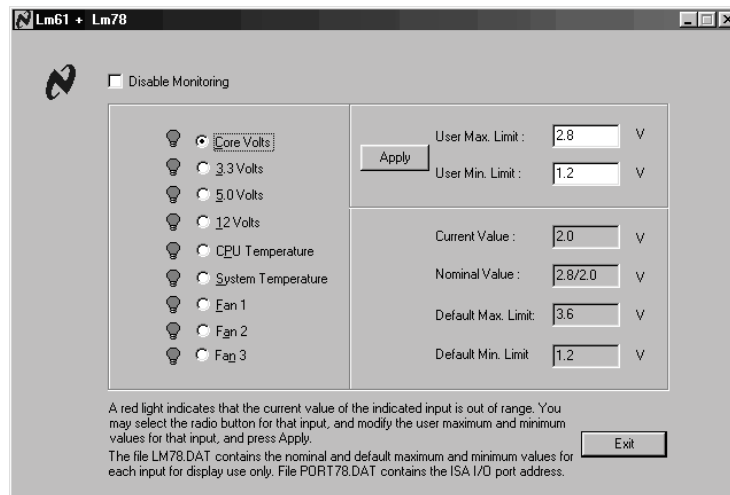 Lm61 + Lm78
Disable Monitoring
Core Volts
3.3 Volts
5.0 Volts
12 Volts
CPU Temperature
System Temperature
Fan 1
Fan 2
Fan 3
Apply
User Max. Limit : 2.8 V
User Min. Limit : 1.2 V
Current Value : 2.0 V
Nominal Value : 2.8/2.0 V
Default Max. Limit: 3.6 V
Default Min. Limit 1.2 V
A red light indicates that the current value of the indicated input is out of range. You
may select the radio button for that input, and modify the user maximum and minimum
values for that input, and press Apply.
The file LM78.DAT contains the nominal and default maximum and minimum values for
each input for display use only. File PORT78.DAT contains the ISA I/O port address.
Exit